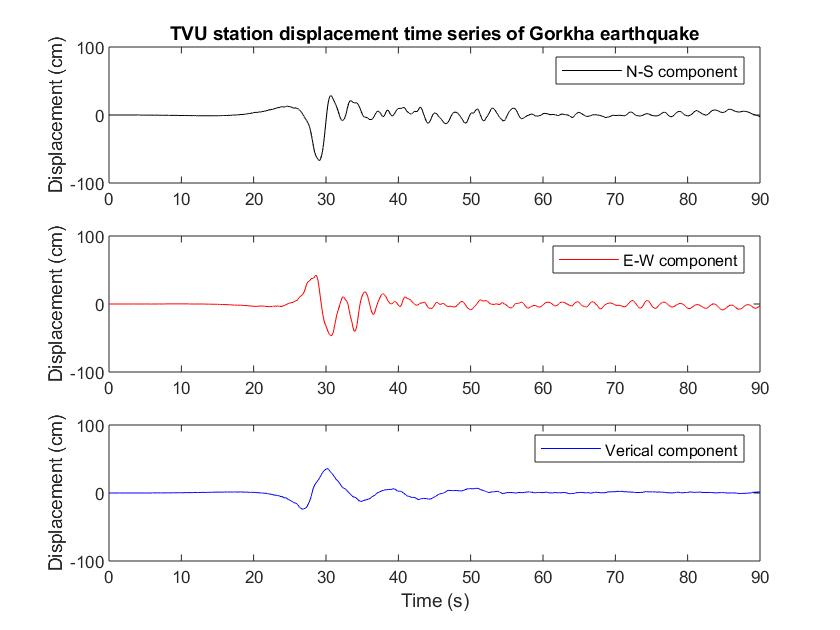 TVU station displacement time series of Gorkha earthquake
100
0
-100
Displacement (cm)
N-S component
0 10 20 30 40 50 60 70 80 90
100
0
-100
Displacement (cm)
E-W component
0 10 20 30 40 50 60 70 80 90
100
0
-100
Displacement (cm)
Verical component
0 10 20 30 40 50 60 70 80 90
Time (s)